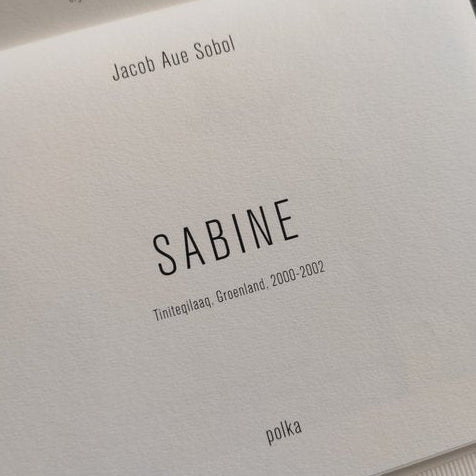 Jacob Aue Sobol
SABINE
Tiniteqilaaq, Groenland, 2000-2002
polka